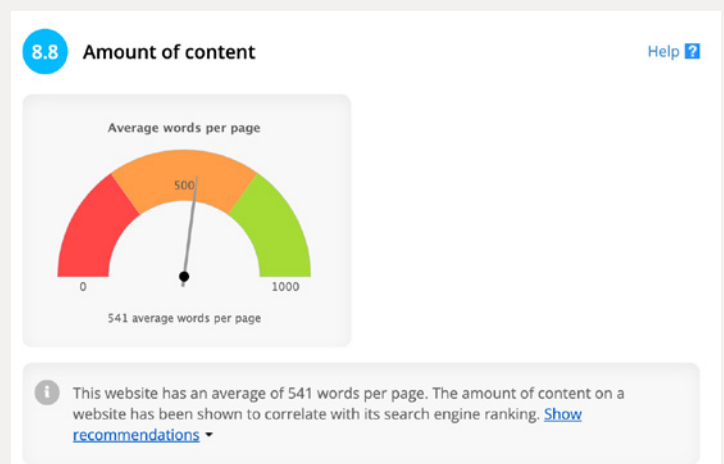 8.8 Amount of content Help ?
Average words per page
500
0 1000
541 average words per page
i This website has an average of 541 words per page. The amount of content on a
website has been shown to correlate with its search engine ranking. Show
recommendations